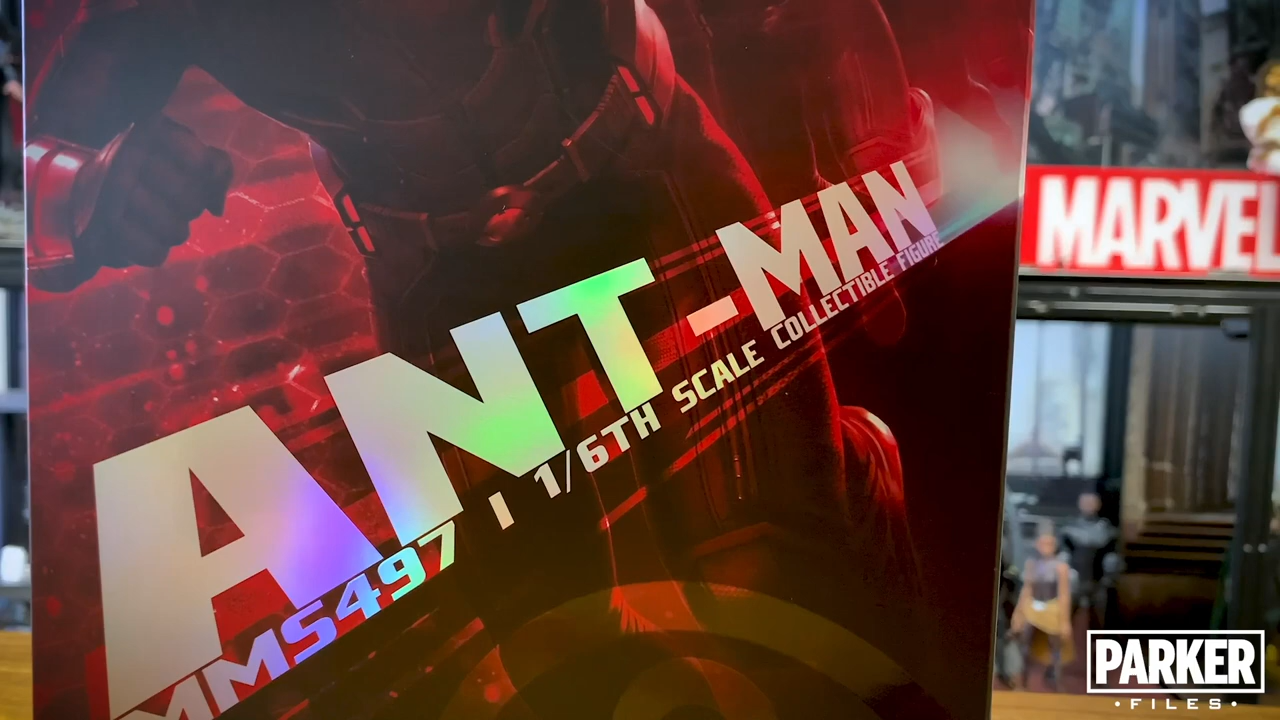 ANT-MAN
MMS497 | 1/6TH SCALE COLLECTIBLE FIGURE
MARVEL
PARKER
•FILES•